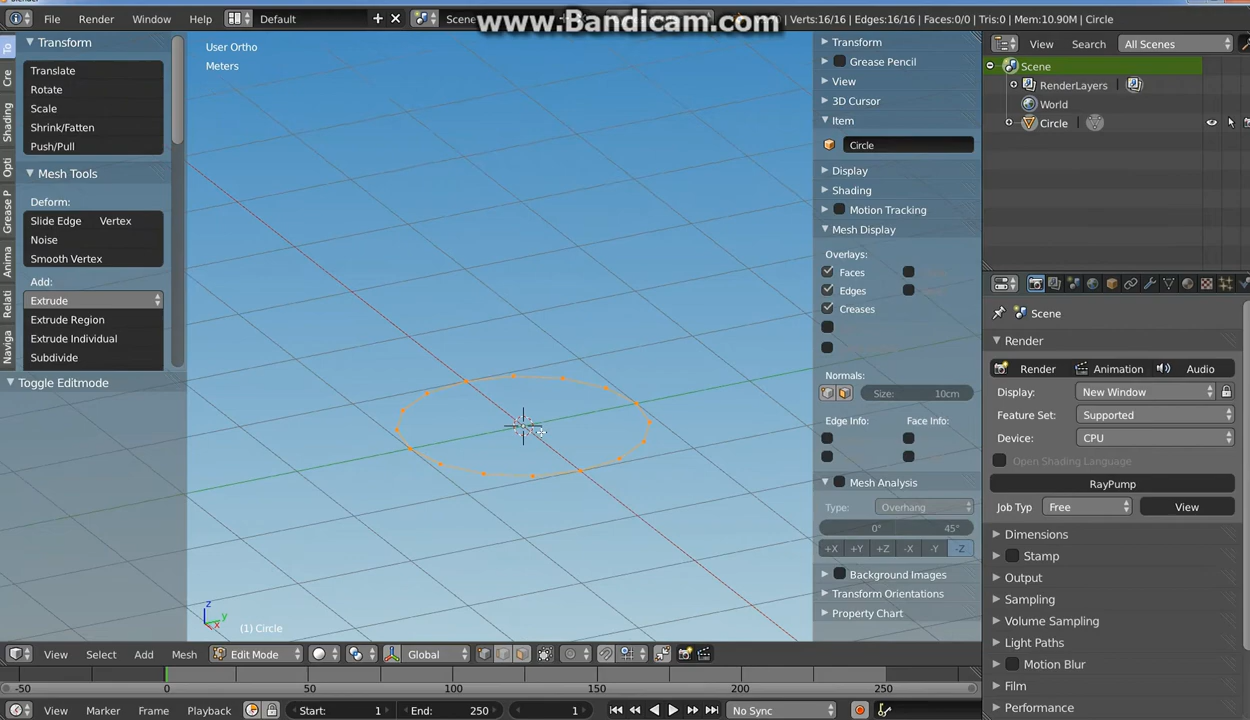 Render
Window
Help
Default
Scene
www.Bandicam.com
Verts:16/16 | Edges:16/16 | Faces:0/0 | Tris:0 | Mem:10.90M | Circle
Transform
Translate
Rotate
Scale
Shrink/Fatten
Push/Pull
Mesh Tools
Deform:
Slide Edge Vertex
Noise
Smooth Vertex
Add:
Extrude
Extrude Region
Extrude Individual
Subdivide
Toggle Editmode
To
Cre
Shading
Opti
Grease P
Anima
Relati
Naviga
User Ortho
Meters
z
y
x
(1) Circle
Transform
Grease Pencil
View
3D Cursor
Item
Circle
Display
Shading
Motion Tracking
Mesh Display
Overlays:
Faces
Edges
Creases
Normals:
Size: 10cm
Edge Info: Face Info:
Mesh Analysis
Type: Overhang
0° 45°
+X +Y +Z -X -Y -Z
Background Images
Transform Orientations
Property Chart
View
Search
All Scenes
Scene
RenderLayers
World
Circle
Scene
Render
Render Animation Audio
Display: New Window
Feature Set: Supported
Device: CPU
Open Shading Language
RayPump
Job Typ Free View
Dimensions
Stamp
Output
Sampling
Volume Sampling
Light Paths
Motion Blur
Film
Performance
View
Select
Add
Mesh
Edit Mode
Global
-50 0 50 100 150 200 250
View
Marker
Frame
Playback
Start: 1
End: 250
1
No Sync